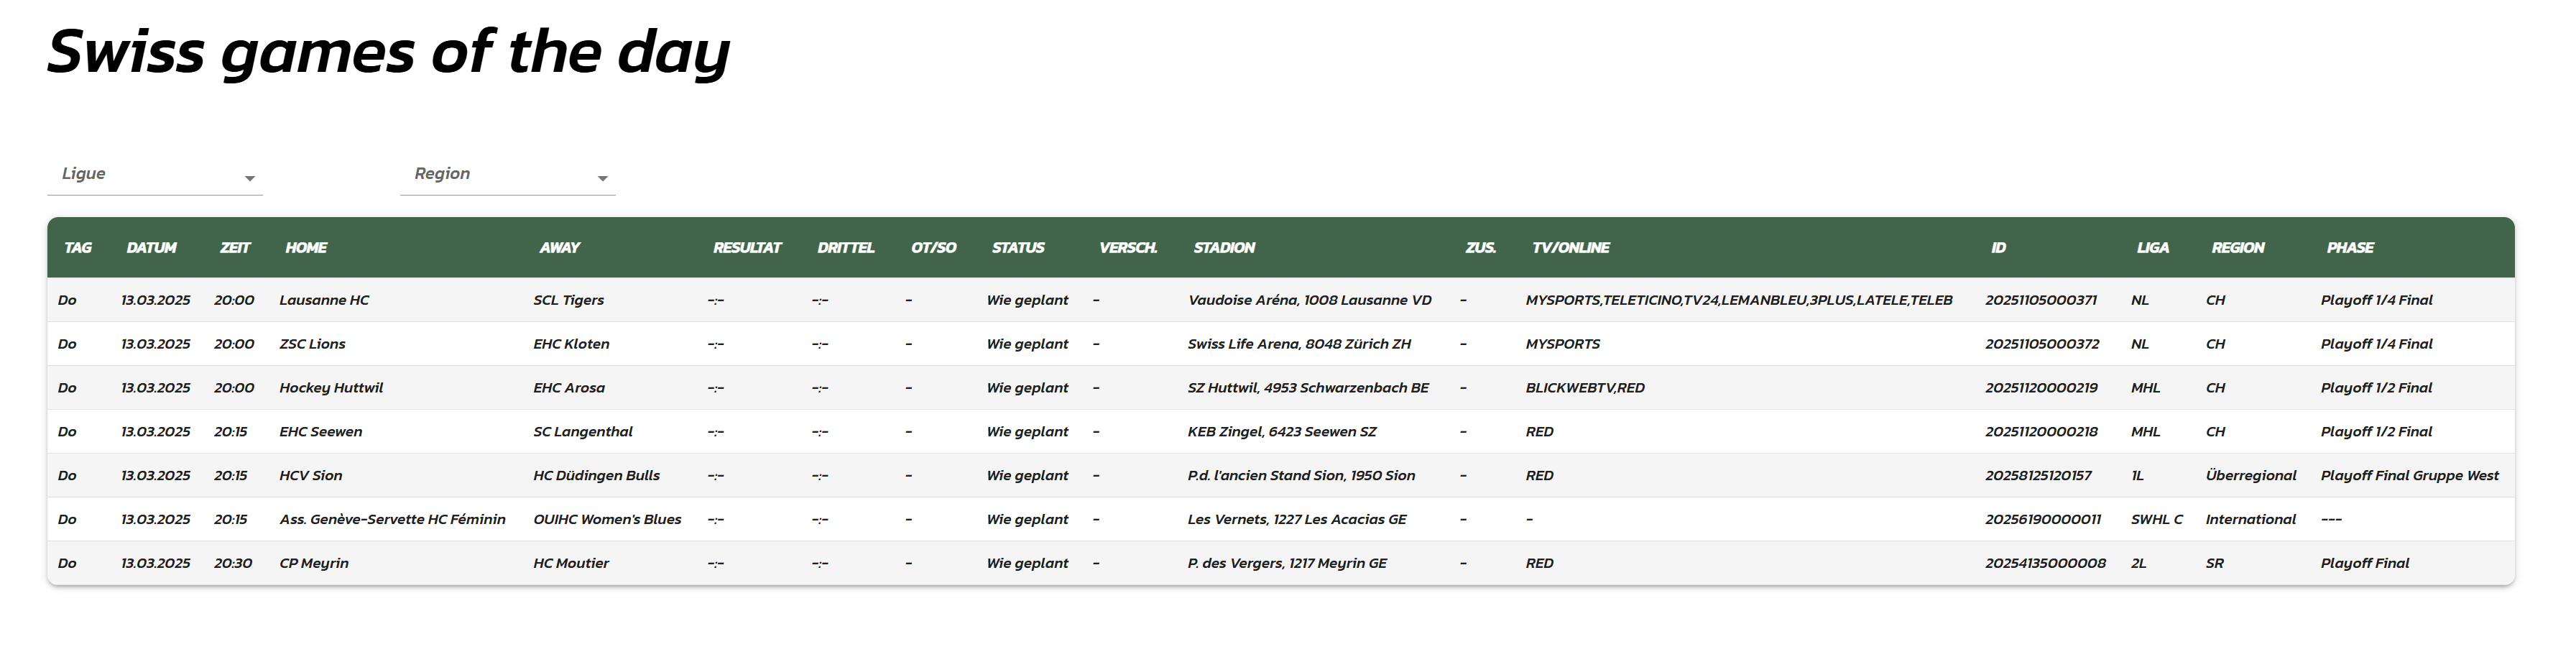 Swiss games of the day
Ligue Region
TAG DATUM ZEIT HOME AWAY RESULTAT DRITTEL OT/SO STATUS VERSCH. STADION ZUS. TV/ONLINE ID LIGA REGION PHASE
Do 13.03.2025 20:00 Lausanne HC SCL Tigers -:- -:- - Wie geplant - Vaudoise Aréna, 1008 Lausanne VD - MYSPORTS,TELETICINO,TV24,LEMANBLEU,3PLUS,LATELE,TELEB 20251105000371 NL CH Playoff 1/4 Final
Do 13.03.2025 20:00 ZSC Lions EHC Kloten -:- -:- - Wie geplant - Swiss Life Arena, 8048 Zürich ZH - MYSPORTS 20251105000372 NL CH Playoff 1/4 Final
Do 13.03.2025 20:00 Hockey Huttwil EHC Arosa -:- -:- - Wie geplant - SZ Huttwil, 4953 Schwarzenbach BE - BLICKWEBTV,RED 20251120000219 MHL CH Playoff 1/2 Final
Do 13.03.2025 20:15 EHC Seewen SC Langenthal -:- -:- - Wie geplant - KEB Zingel, 6423 Seewen SZ - RED 20251120000218 MHL CH Playoff 1/2 Final
Do 13.03.2025 20:15 HCV Sion HC Düdingen Bulls -:- -:- - Wie geplant - P.d. l'ancien Stand Sion, 1950 Sion - RED 20258125120157 1L Überregional Playoff Final Gruppe West
Do 13.03.2025 20:15 Ass. Genève-Servette HC Féminin OUIHC Women's Blues -:- -:- - Wie geplant - Les Vernets, 1227 Les Acacias GE - - 20256190000011 SWHL C International ---
Do 13.03.2025 20:30 CP Meyrin HC Moutier -:- -:- - Wie geplant - P. des Vergers, 1217 Meyrin GE - RED 20254135000008 2L SR Playoff Final